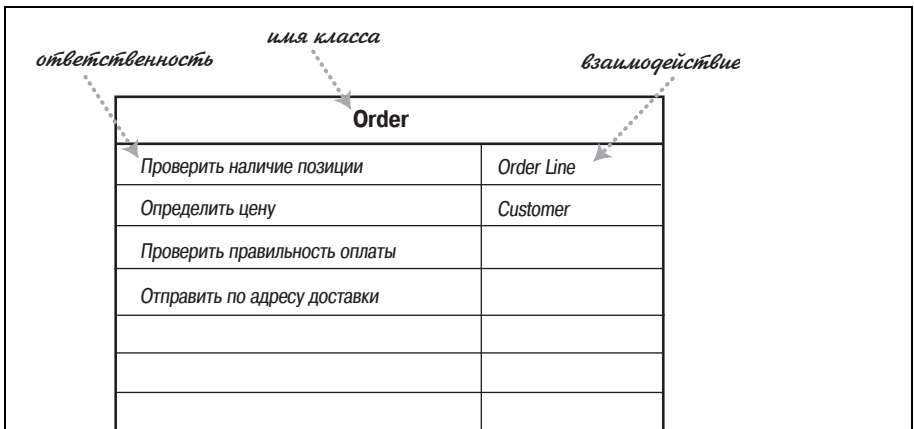 имя класса
ответственность
взаимодействие
Order
Проверить наличие позиции Order Line
Определить цену Customer
Проверить правильность оплаты
Отправить по адресу доставки